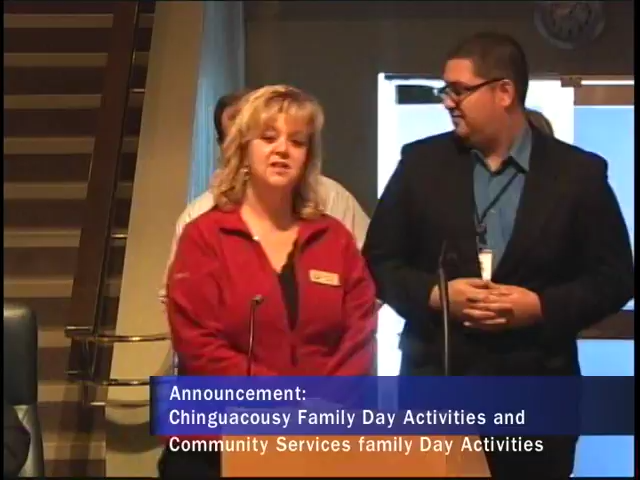 Announcement:
Chinguacousy Family Day Activities and
Community Services family Day Activities